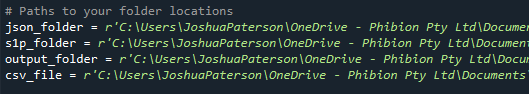 # Paths to your folder locations
json_folder = r'C:\Users\JoshuaPaterson\OneDrive - Phibion Pty Ltd\Documen
s1p_folder = r'C:\Users\JoshuaPaterson\OneDrive - Phibion Pty Ltd\Document
output_folder = r'C:\Users\JoshuaPaterson\OneDrive - Phibion Pty Ltd\Docu
csv_file = r'C:\Users\JoshuaPaterson\OneDrive - Phibion Pty Ltd\Documents